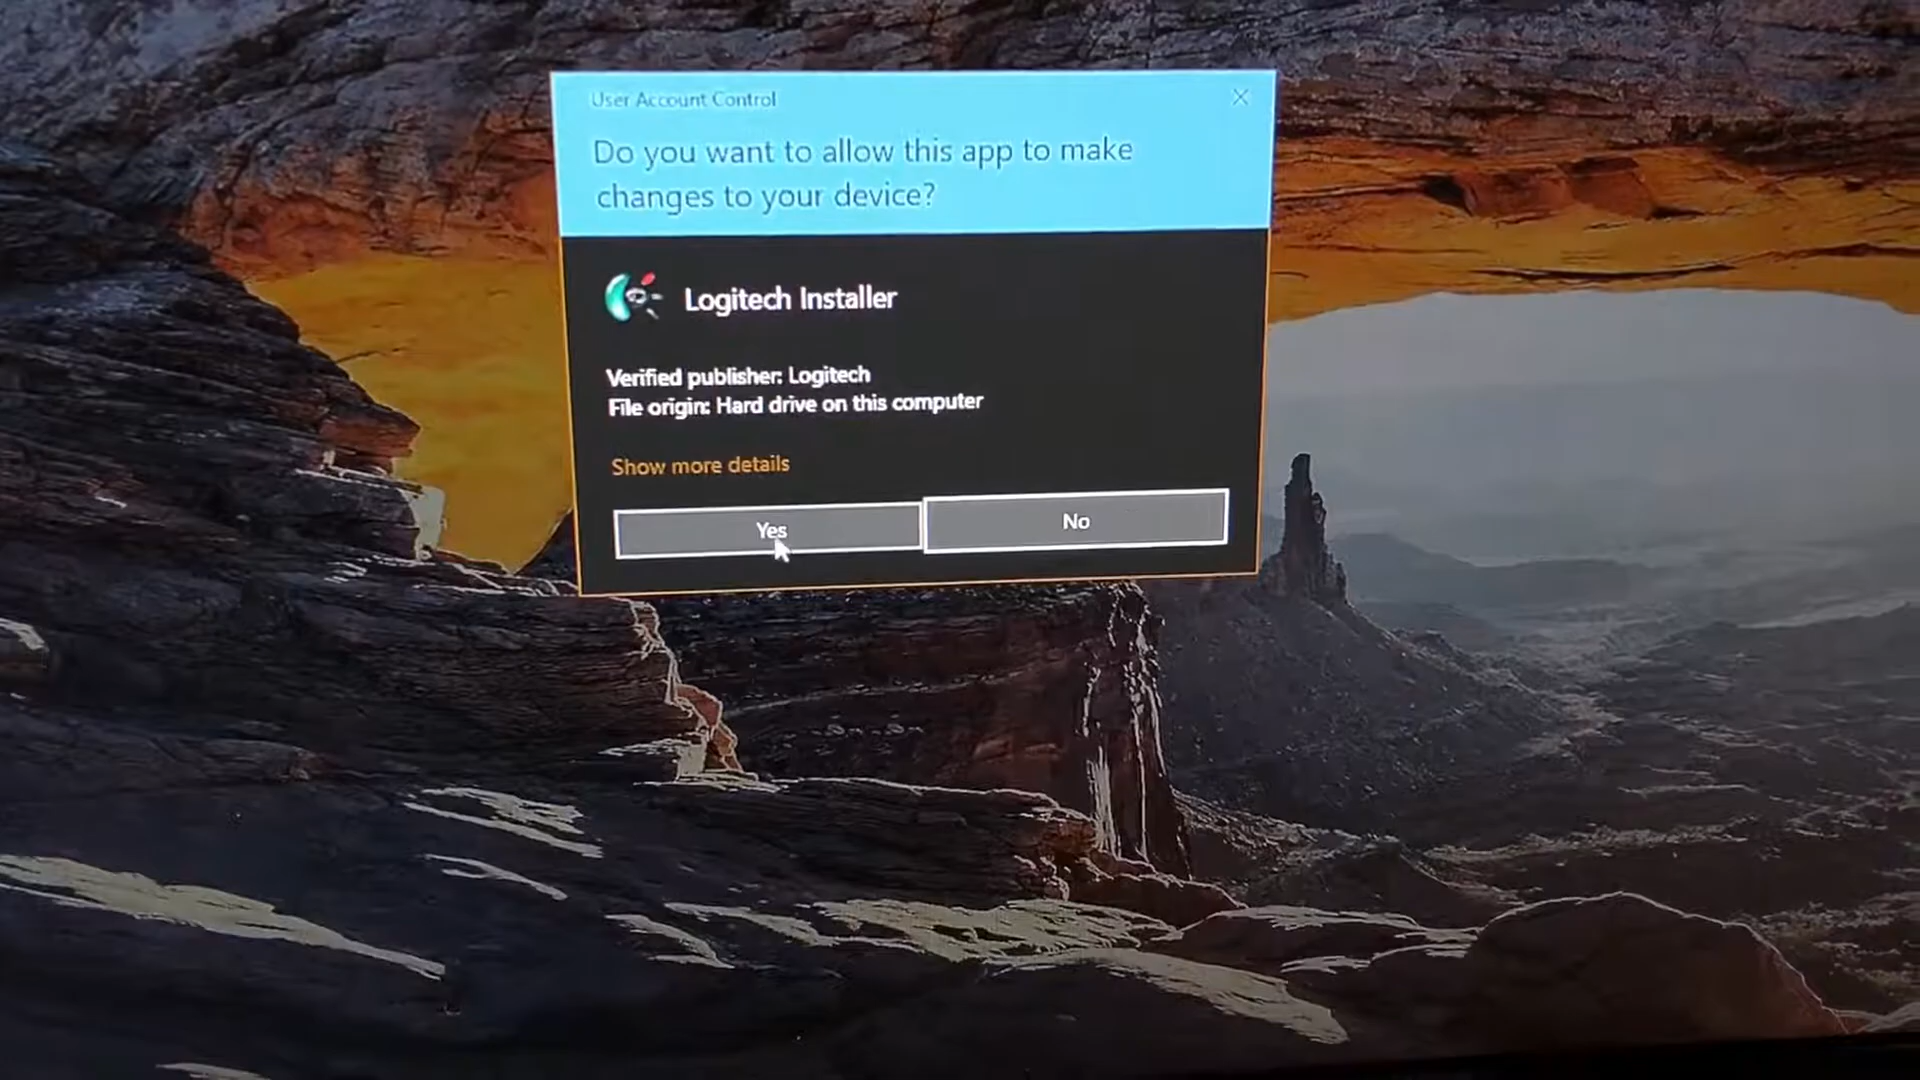 User Account Control
Do you want to allow this app to make
changes to your device?
Logitech Installer
Verified publisher: Logitech
File origin: Hard drive on this computer
Show more details
Yes
No